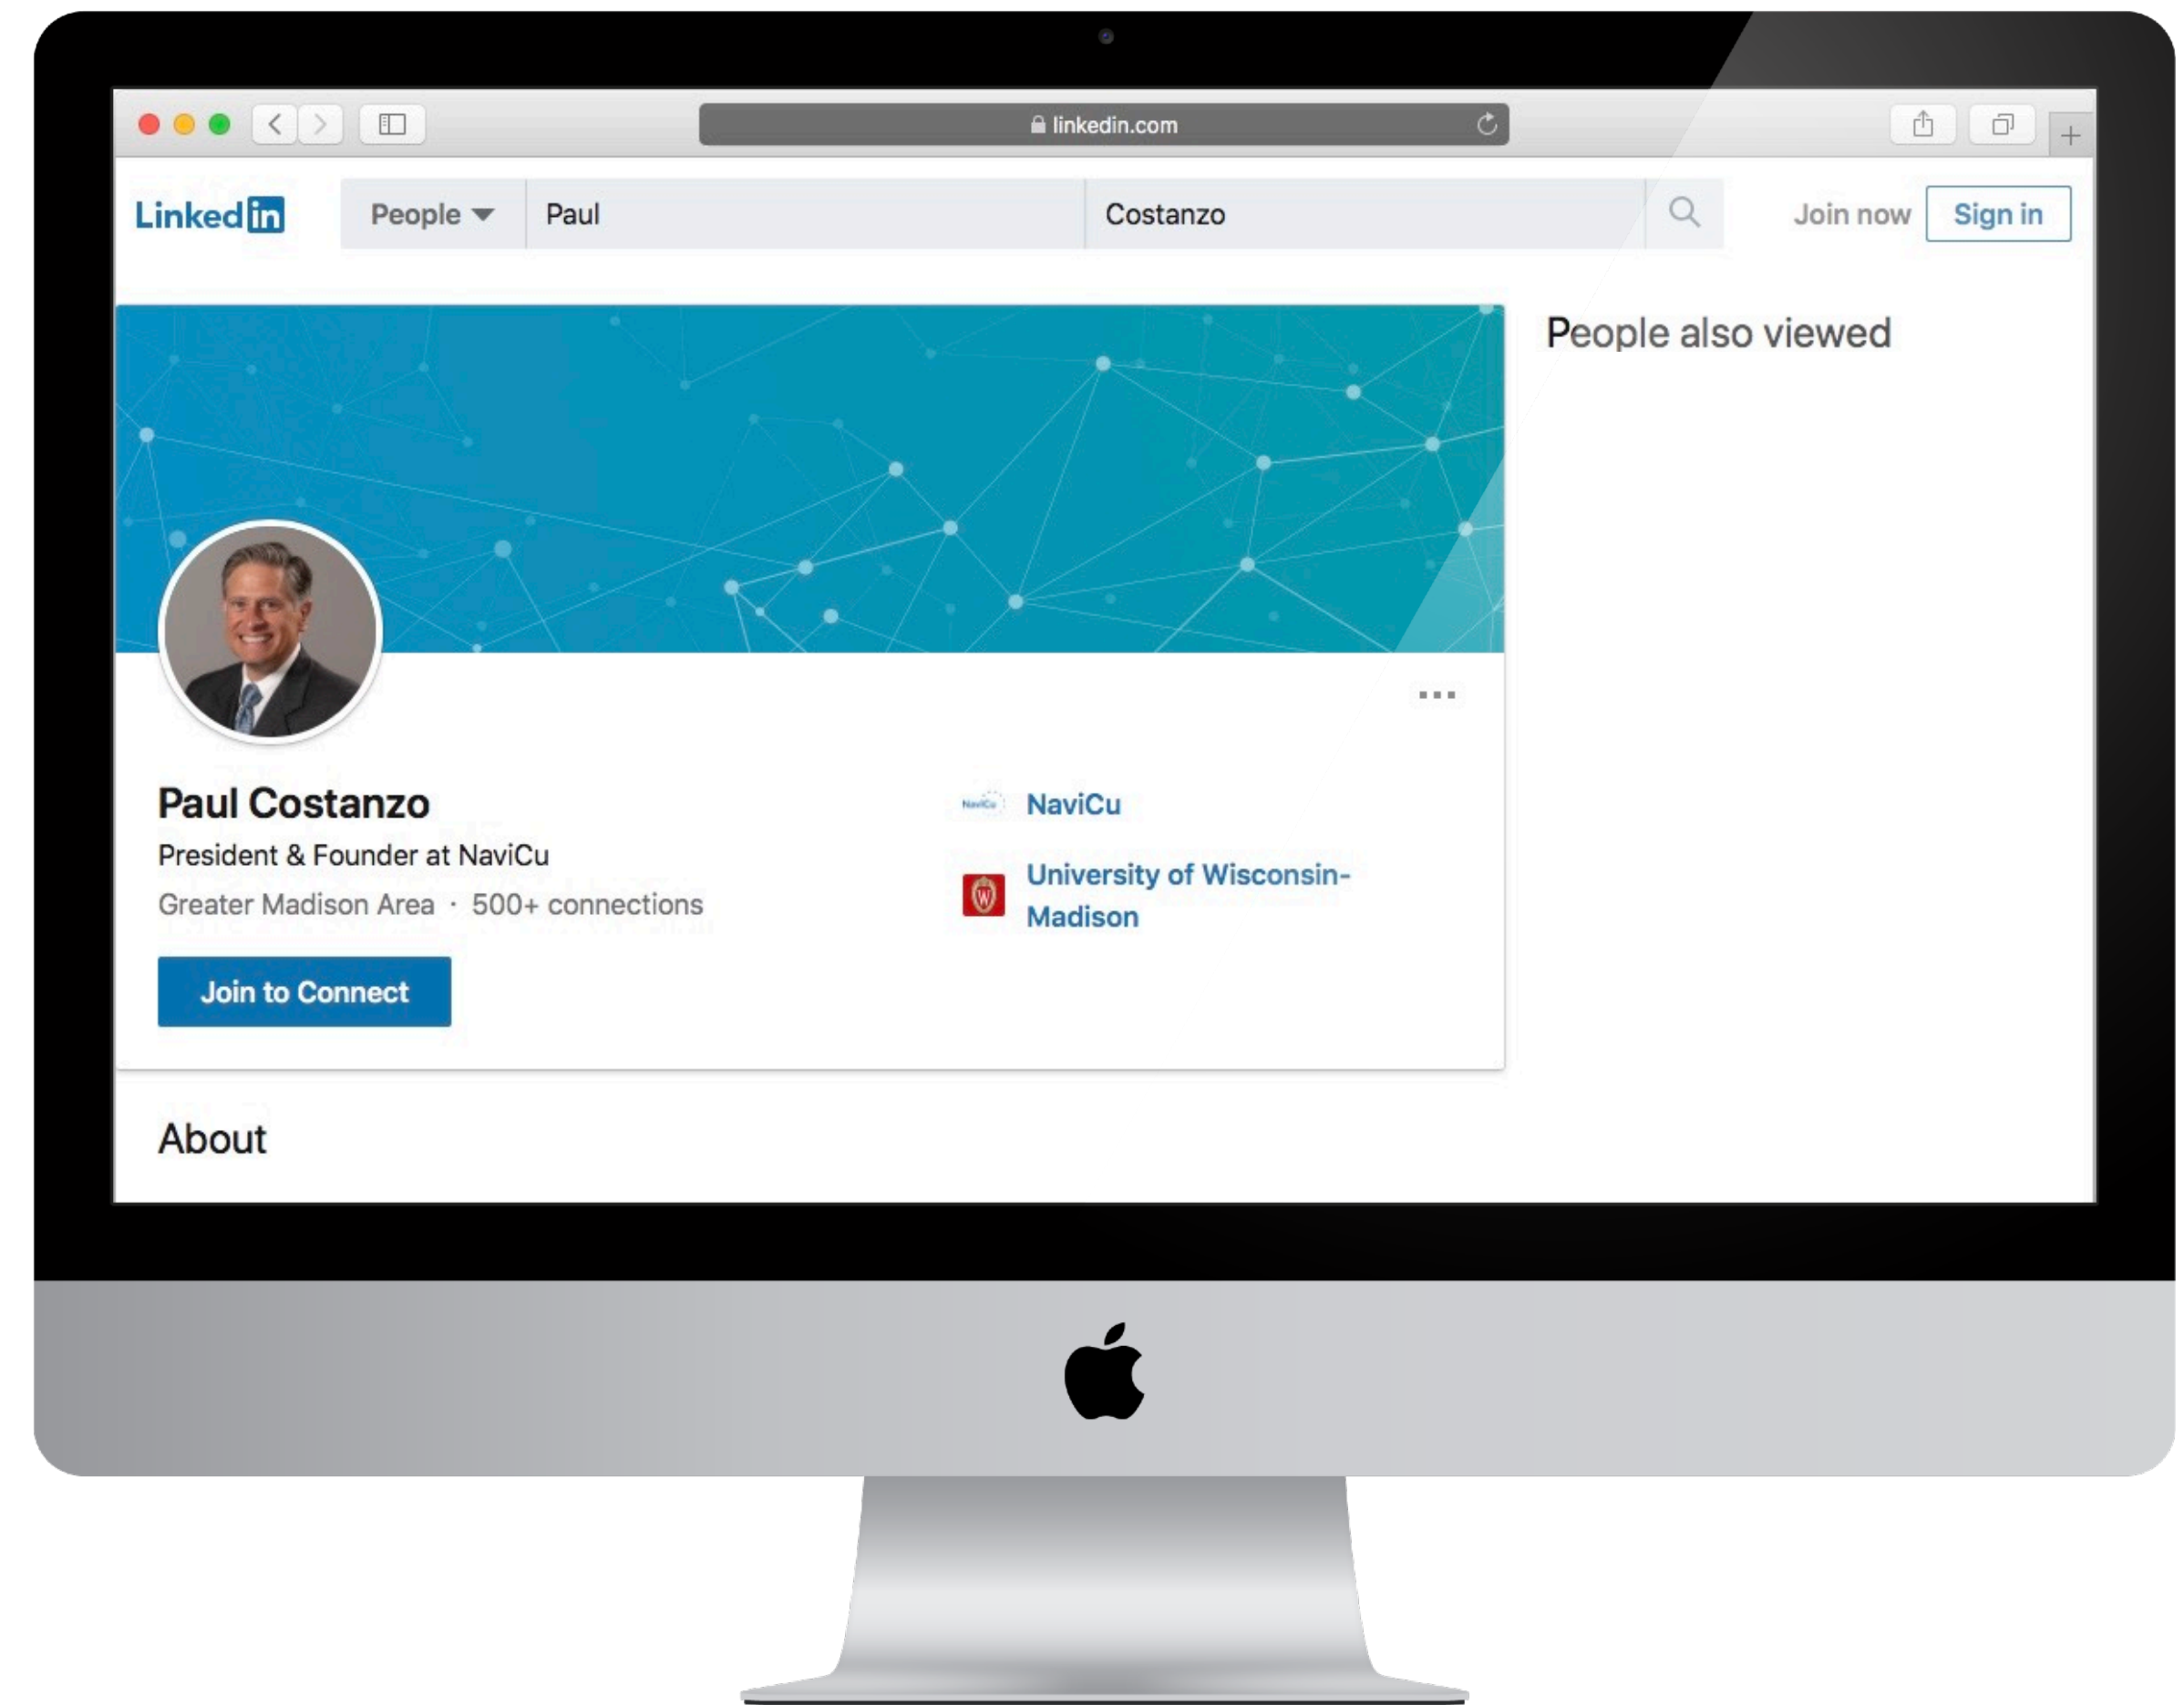 linkedin.com
Linked in
People
Paul
Costanzo
Join now
Sign in
People also viewed
Paul Costanzo
President & Founder at NaviCu
Greater Madison Area · 500+ connections
Join to Connect
NaviCu
NaviCu
W
University of Wisconsin-
Madison
About